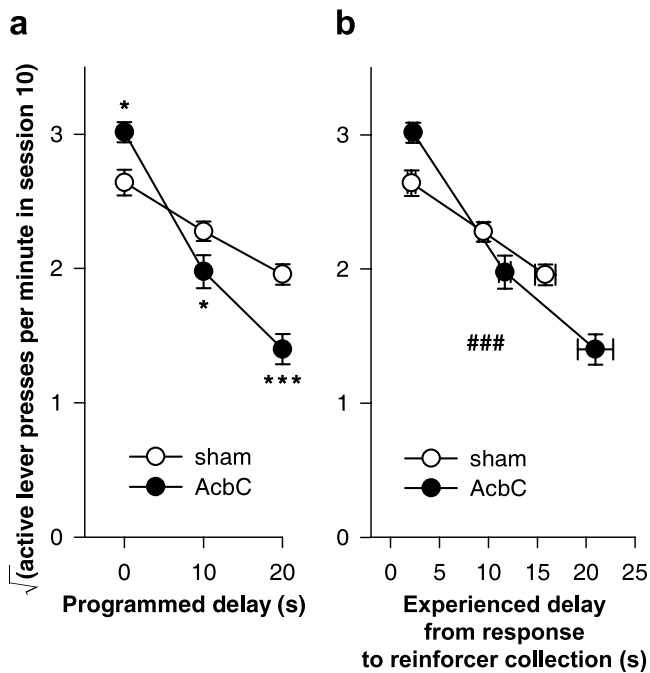 a
b
√(active lever presses per minute in session 10)
3
2
1
0
*
*
***
sham
AcbC
0 10 20
Programmed delay (s)
3
2
1
0
###
sham
AcbC
0 5 10 15 20 25
Experienced delay
from response
to reinforcer collection (s)